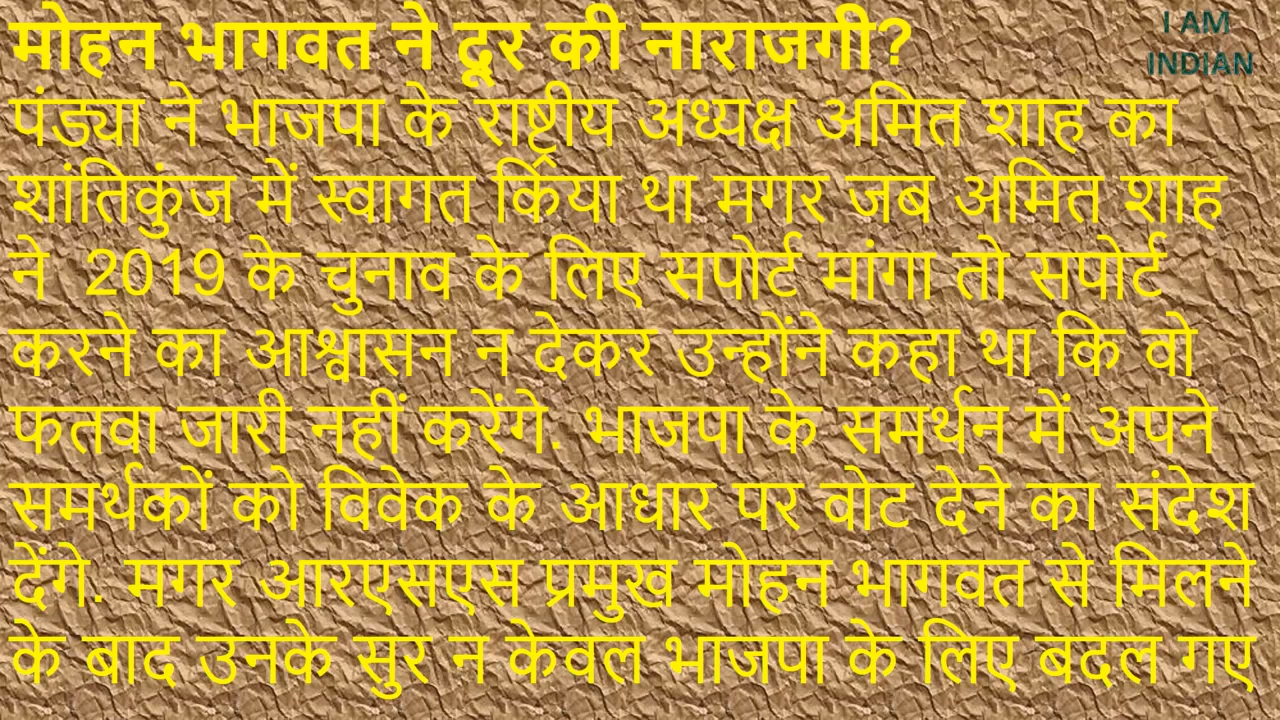 मोहन भागवत ने दूर की नाराजगी?
I AM
INDIAN
पंड्या ने भाजपा के राष्ट्रीय अध्यक्ष अमित शाह का
शांतिकुंज में स्वागत किया था मगर जब अमित शाह
ने 2019 के चुनाव के लिए सपोर्ट मांगा तो सपोर्ट
करने का आश्वासन न देकर उन्होंने कहा था कि वो
फतवा जारी नहीं करेंगे. भाजपा के समर्थन में अपने
समर्थकों को विवेक के आधार पर वोट देने का संदेश
देंगे. मगर आरएसएस प्रमुख मोहन भागवत से मिलने
के बाद उनके सुर न केवल भाजपा के लिए बदल गए